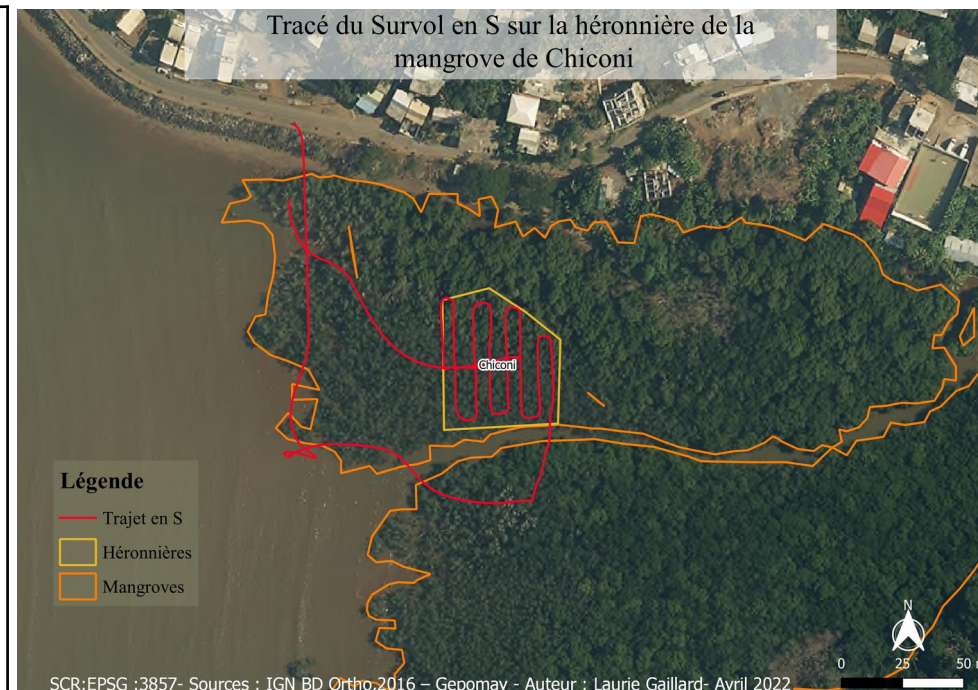 Tracé du Survol en S sur la héronnière de la
mangrove de Chiconi
Chiconi
Légende
Trajet en S
Héronnières
Mangroves
N
0 25 50 m
SCR:EPSG :3857- Sources : IGN BD Ortho,2016 – Gepomay - Auteur : Laurie Gaillard- Avril 2022